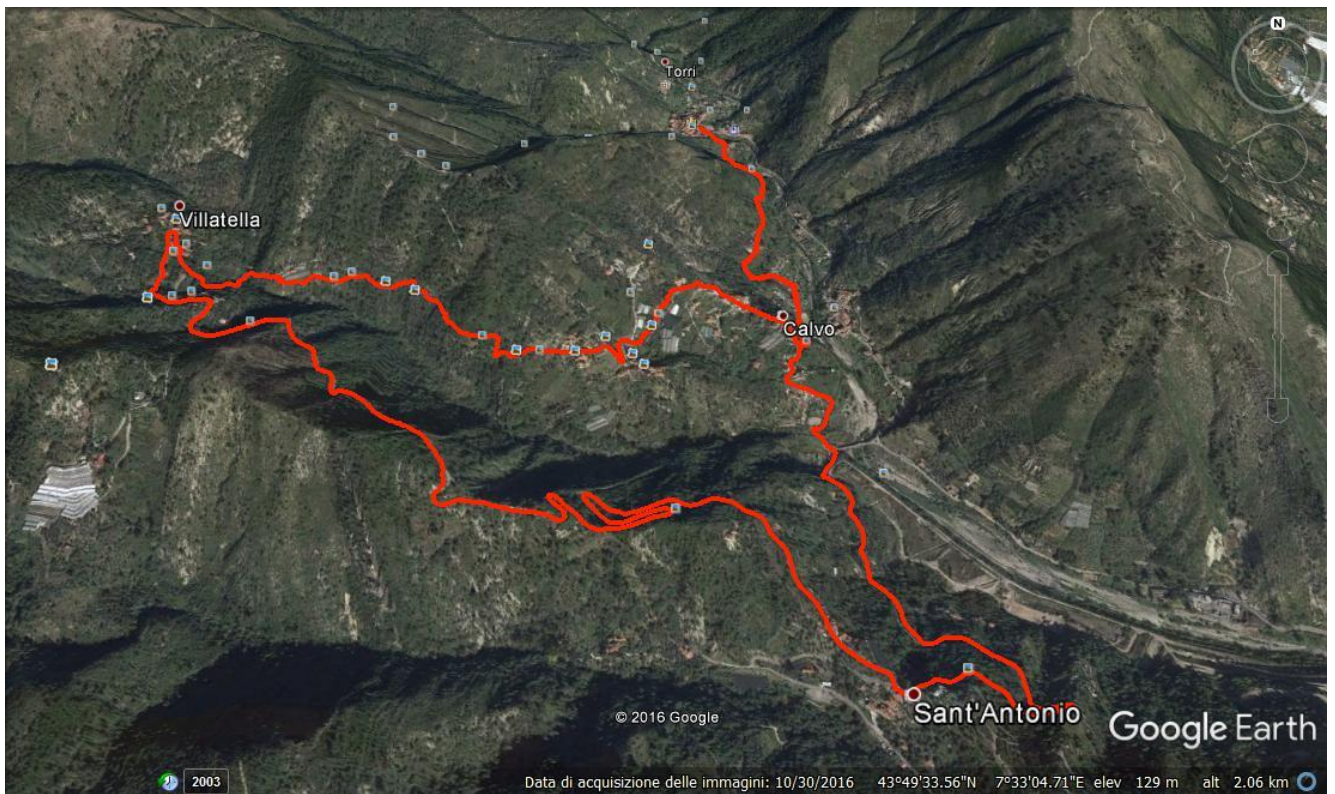 N
Torri
Villatella
Calvo
Sant'Antonio
© 2016 Google
Google Earth
2003
Data di acquisizione delle immagini: 10/30/2016 43°49'33.56"N 7°33'04.71"E elev 129 m alt 2.06 km